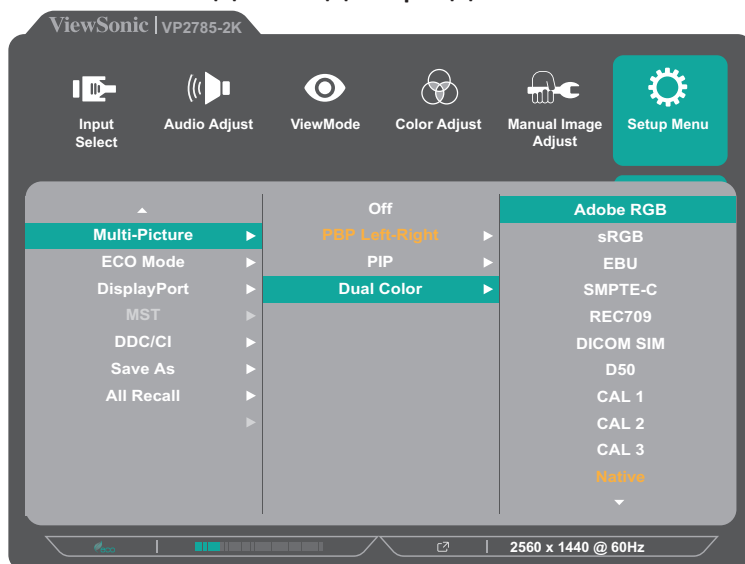 ViewSonic | VP2785-2K
Input Select
Audio Adjust
ViewMode
Color Adjust
Manual Image Adjust
Setup Menu
Multi-Picture
ECO Mode
DisplayPort
MST
DDC/CI
Save As
All Recall
Off
PBP Left-Right
PIP
Dual Color
Adobe RGB
sRGB
EBU
SMPTE-C
REC709
DICOM SIM
D50
CAL 1
CAL 2
CAL 3
Native
eco
2560 x 1440 @ 60Hz